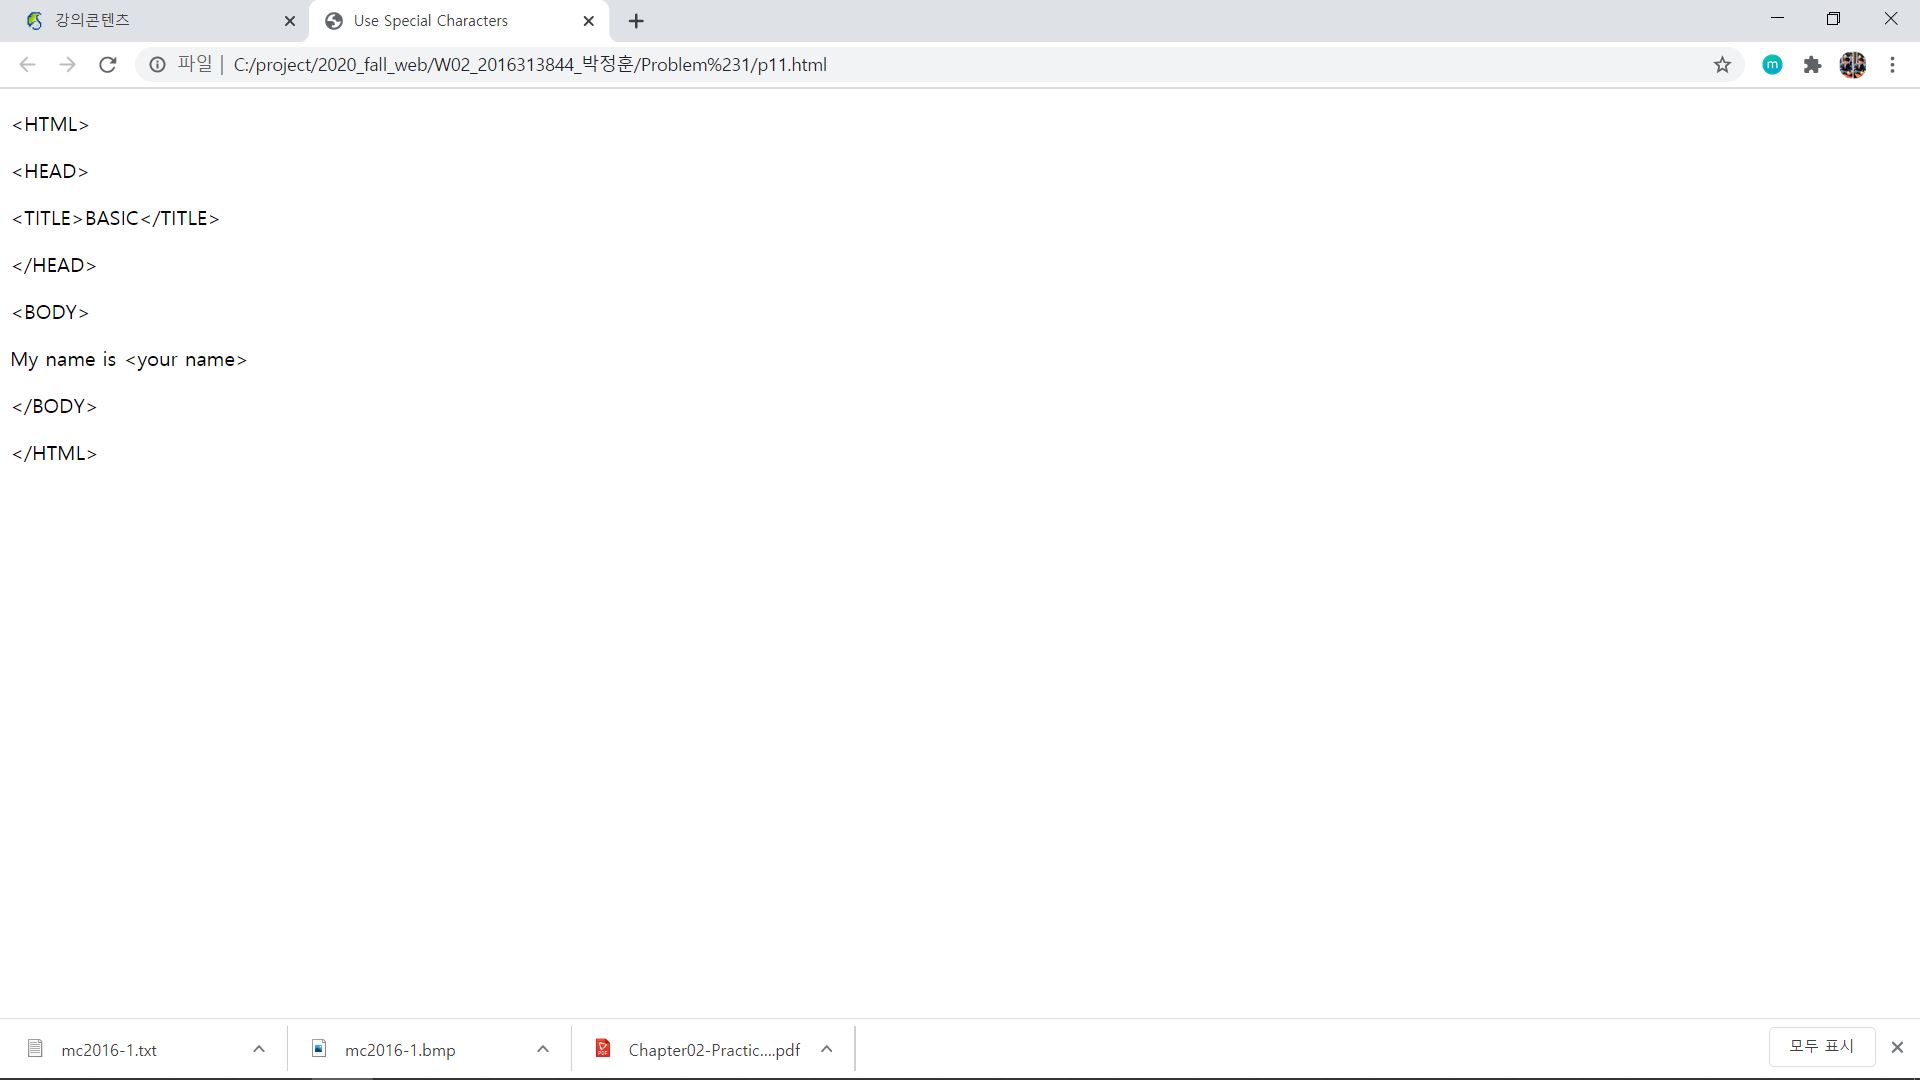 강의콘텐츠
Use Special Characters
파일 | C:/project/2020_fall_web/W02_2016313844_박정훈/Problem%231/p11.html
m
<HTML>
<HEAD>
<TITLE>BASIC</TITLE>
</HEAD>
<BODY>
My name is <your name>
</BODY>
</HTML>
mc2016-1.txt
mc2016-1.bmp
PDF
Chapter02-Practic....pdf
모두 표시